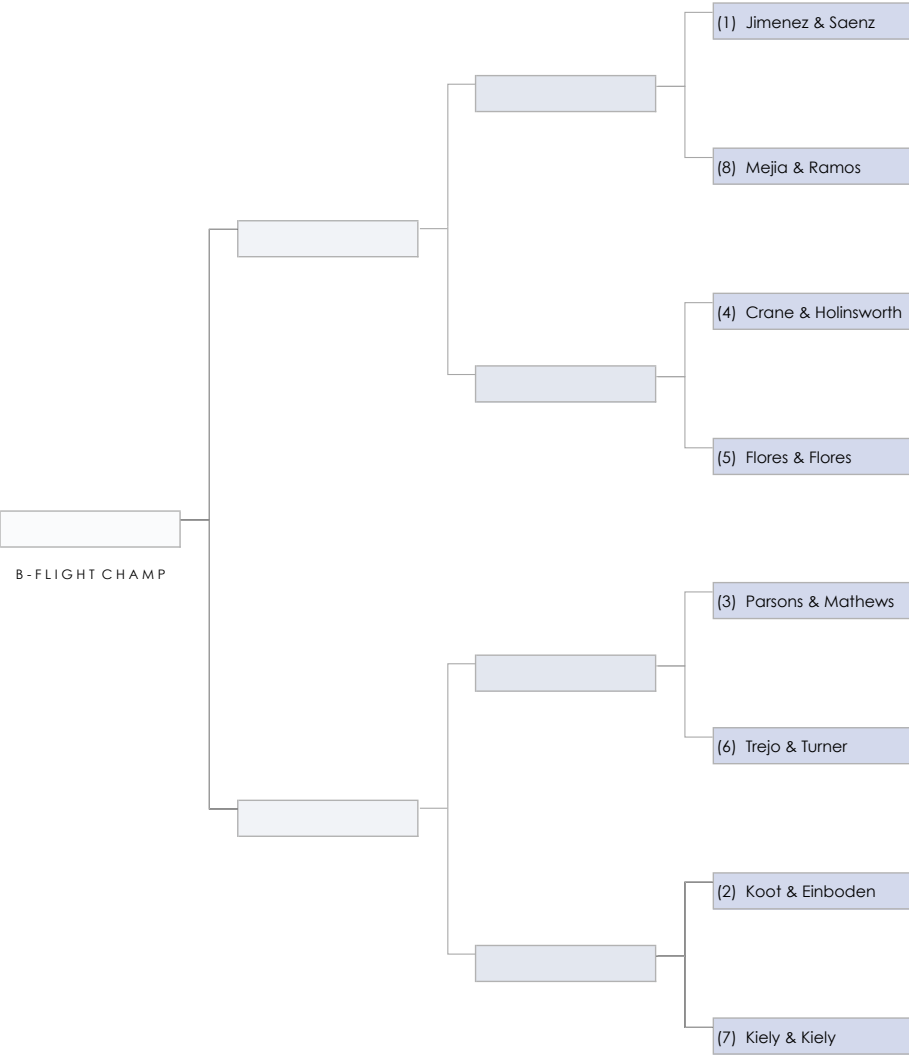 (1) Jimenez & Saenz
(8) Mejia & Ramos
(4) Crane & Holinsworth
(5) Flores & Flores
B-FLIGHT CHAMP
(3) Parsons & Mathews
(6) Trejo & Turner
(2) Koot & Einboden
(7) Kiely & Kiely